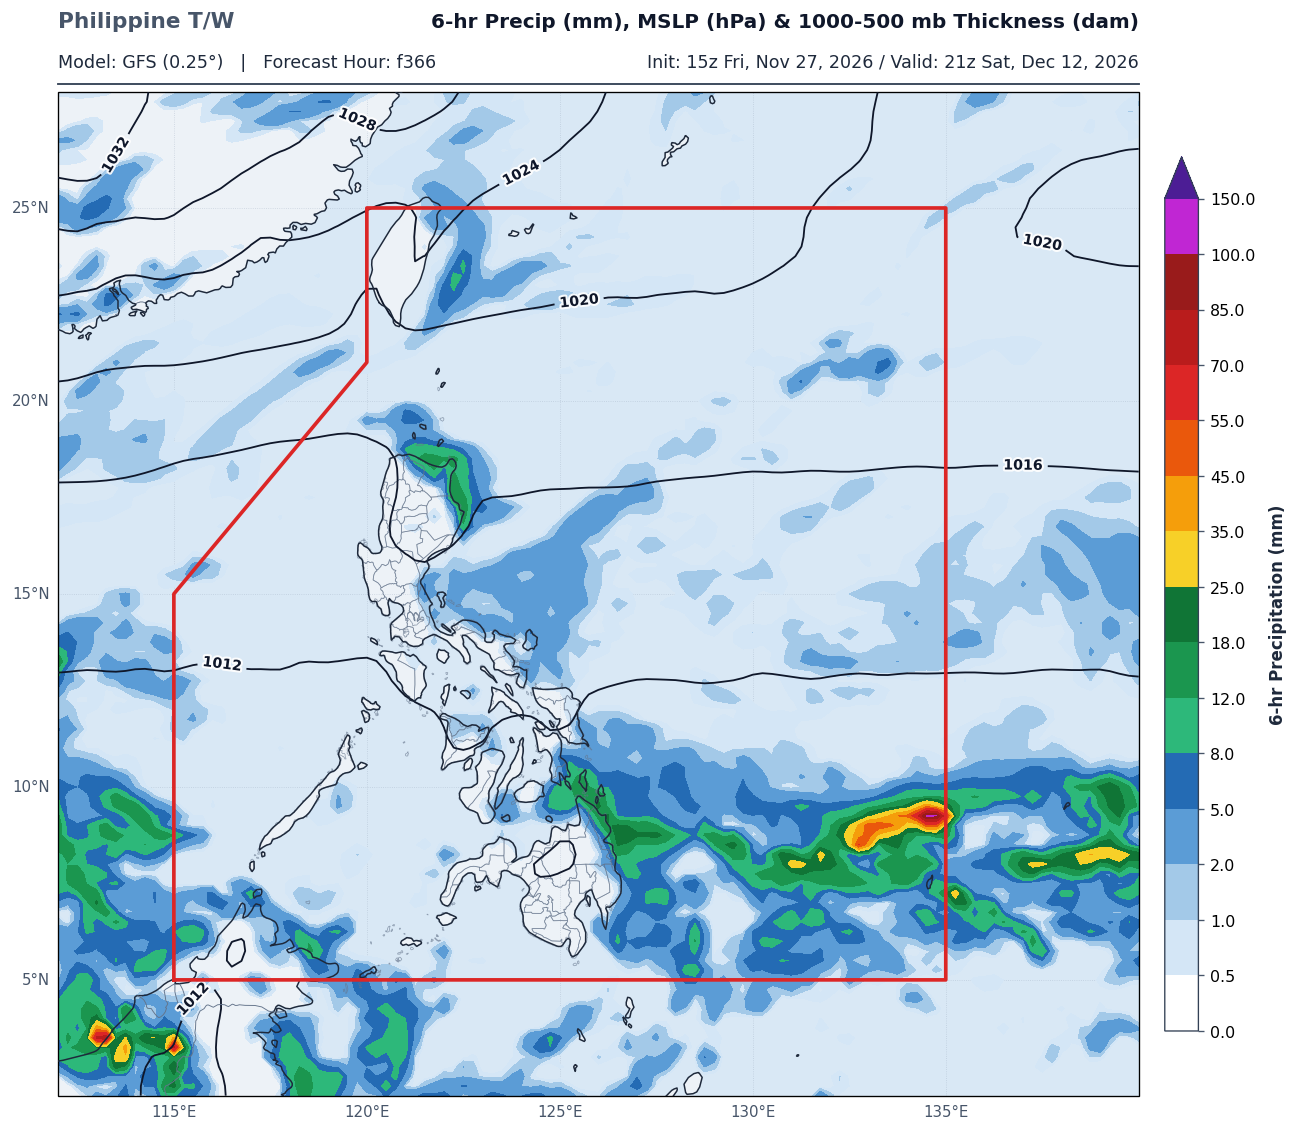 Philippine T/W
6-hr Precip (mm), MSLP (hPa) & 1000-500 mb Thickness (dam)
Model: GFS (0.25°)   |   Forecast Hour: f366
Init: 15z Fri, Nov 27, 2026 / Valid: 21z Sat, Dec 12, 2026
1028
1032
1024
1020
1020
1016
1012
1012
25°N
20°N
15°N
10°N
5°N
115°E
120°E
125°E
130°E
135°E
150.0
100.0
85.0
70.0
55.0
45.0
35.0
25.0
18.0
12.0
8.0
5.0
2.0
1.0
0.5
0.0
6-hr Precipitation (mm)